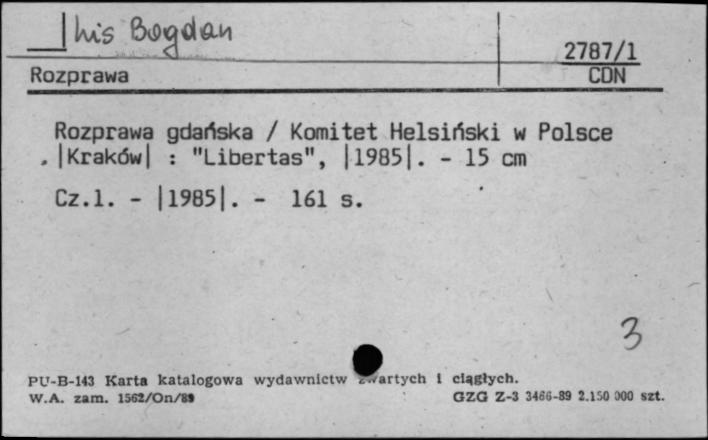 Lis Bogdan
2787/1
Rozprawa CDN
Rozprawa gdańska / Komitet Helsiński w Polsce
. |Kraków| : "Libertas", |1985|. - 15 cm
Cz.1. - |1985|. - 161 s.
3
PU-B-143 Karta katalogowa wydawnictw zwartych i ciągłych.
W.A. zam. 1562/On/89 GZG Z-3 3466-89 2.150 000 szt.